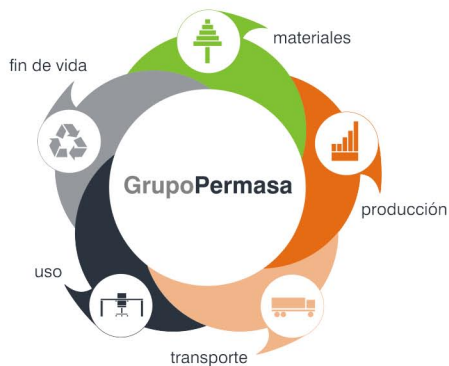 materiales
fin de vida
GrupoPermasa
producción
uso
transporte